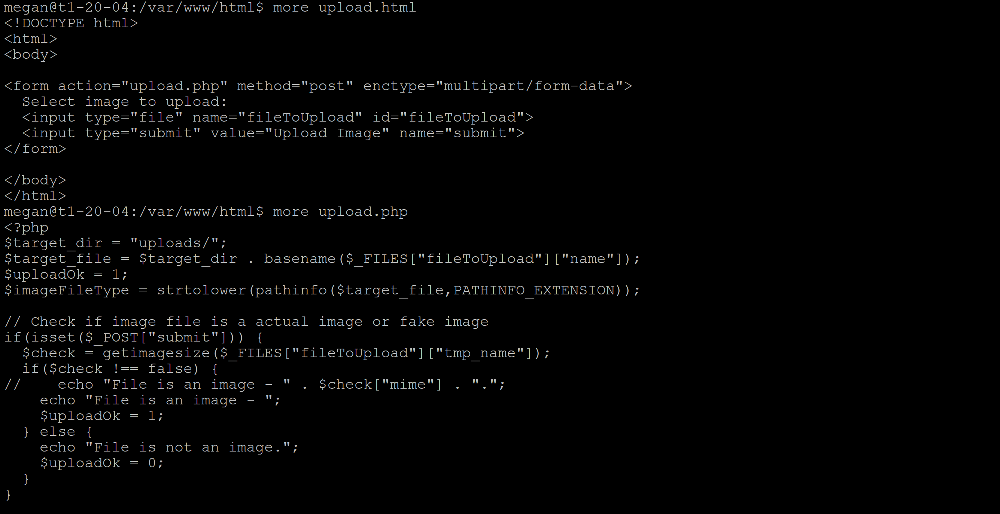 megan@t1-20-04:/var/www/html$ more upload.html
<!DOCTYPE html>
<html>
<body>
<form action="upload.php" method="post" enctype="multipart/form-data">
  Select image to upload:
  <input type="file" name="fileToUpload" id="fileToUpload">
  <input type="submit" value="Upload Image" name="submit">
</form>
</body>
</html>
megan@t1-20-04:/var/www/html$ more upload.php
<?php
$target_dir = "uploads/";
$target_file = $target_dir . basename($_FILES["fileToUpload"]["name"]);
$uploadOk = 1;
$imageFileType = strtolower(pathinfo($target_file,PATHINFO_EXTENSION));
// Check if image file is a actual image or fake image
if(isset($_POST["submit"])) {
  $check = getimagesize($_FILES["fileToUpload"]["tmp_name"]);
  if($check !== false) {
//    echo "File is an image - " . $check["mime"] . ".";
    echo "File is an image - ";
    $uploadOk = 1;
  } else {
    echo "File is not an image.";
    $uploadOk = 0;
  }
}